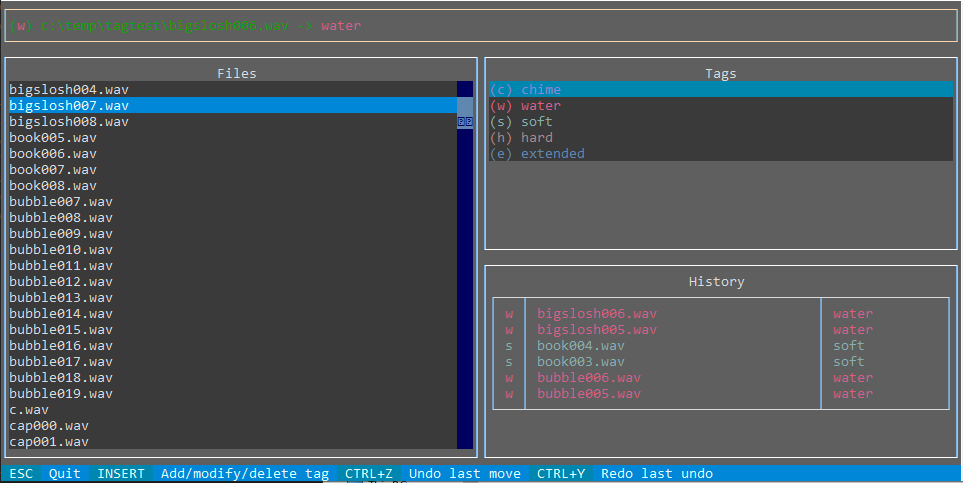 (w) c:\temp\tagtest\bigslosh006.wav -> water
Files
bigslosh004.wav
bigslosh007.wav
bigslosh008.wav
book005.wav
book006.wav
book007.wav
book008.wav
bubble007.wav
bubble008.wav
bubble009.wav
bubble010.wav
bubble011.wav
bubble012.wav
bubble013.wav
bubble014.wav
bubble015.wav
bubble016.wav
bubble017.wav
bubble018.wav
bubble019.wav
c.wav
cap000.wav
cap001.wav
Tags
(c) chime
(w) water
(s) soft
(h) hard
(e) extended
History
w bigslosh006.wav water
w bigslosh005.wav water
s book004.wav soft
s book003.wav soft
w bubble006.wav water
w bubble005.wav water
ESC Quit INSERT Add/modify/delete tag CTRL+Z Undo last move CTRL+Y Redo last undo